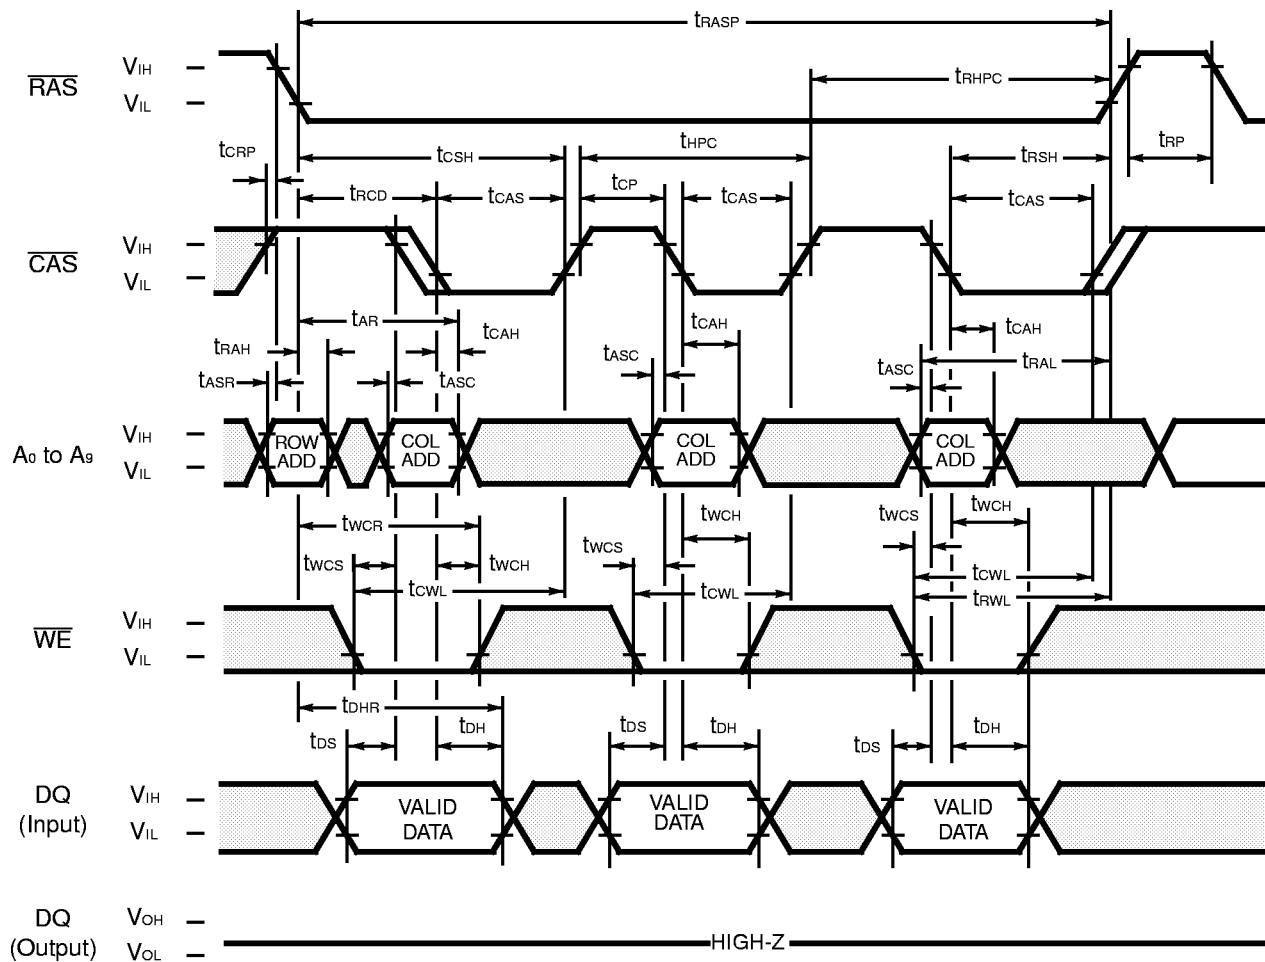 tRASP
VIH
RAS
VIL
tRHPC
tCRP
tCSH
tHPC
tRSH
tRP
tRCD
tCAS
tCP
tCAS
tCAS
VIH
CAS
VIL
tAR
tRAH
tCAH
tCAH
tCAH
tASR
tASC
tASC
tASC
tRAL
VIH
A0 to A9
VIL
ROW
ADD
COL
ADD
COL
ADD
COL
ADD
tWCR
tWCH
tWCS
tWCH
tWCS
tWCH
tWCS
tCWL
tCWL
tCWL
tRWL
VIH
WE
VIL
tDHR
tDS
tDH
tDS
tDH
tDS
tDH
DQ
(Input)
VIH
VIL
VALID
DATA
VALID
DATA
VALID
DATA
DQ
(Output)
VOH
VOL
HIGH-Z